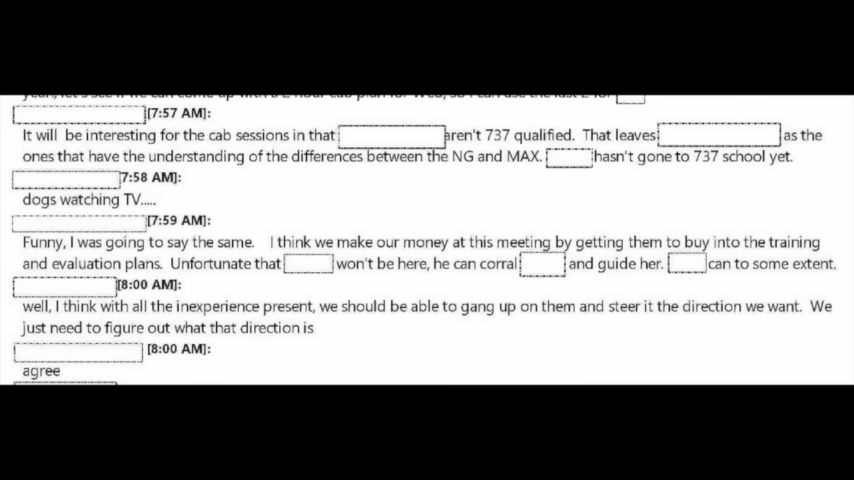 [7:57 AM]:
It will be interesting for the cab sessions in that aren't 737 qualified. That leaves as the
ones that have the understanding of the differences between the NG and MAX. hasn't gone to 737 school yet.
7:58 AM]:
dogs watching TV.....
[7:59 AM]:
Funny, I was going to say the same. I think we make our money at this meeting by getting them to buy into the training
and evaluation plans. Unfortunate that won't be here, he can corral and guide her. can to some extent.
[8:00 AM]:
well, I think with all the inexperience present, we should be able to gang up on them and steer it the direction we want. We
just need to figure out what that direction is
[8:00 AM]:
agree